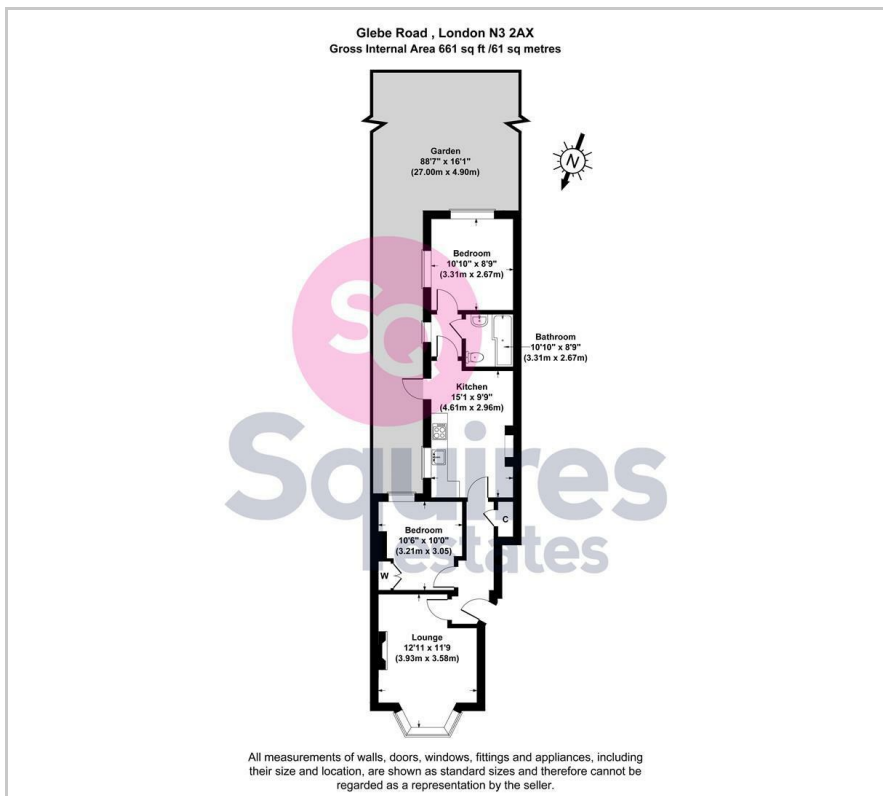 Glebe Road , London N3 2AX
Gross Internal Area 661 sq ft /61 sq metres
Garden
88'7" x 16'1"
(27.00m x 4.90m)
N
Bedroom
10'10" x 8'9"
(3.31m x 2.67m)
Bathroom
10'10" x 8'9"
(3.31m x 2.67m)
SQ
Kitchen
15'1 x 9'9"
(4.61m x 2.96m)
Squires
estates
C
Bedroom
10'6" x 10'0"
(3.21m x 3.05)
W
Lounge
12'11 x 11'9
(3.93m x 3.58m)
All measurements of walls, doors, windows, fittings and appliances, including
their size and location, are shown as standard sizes and therefore cannot be
regarded as a representation by the seller.